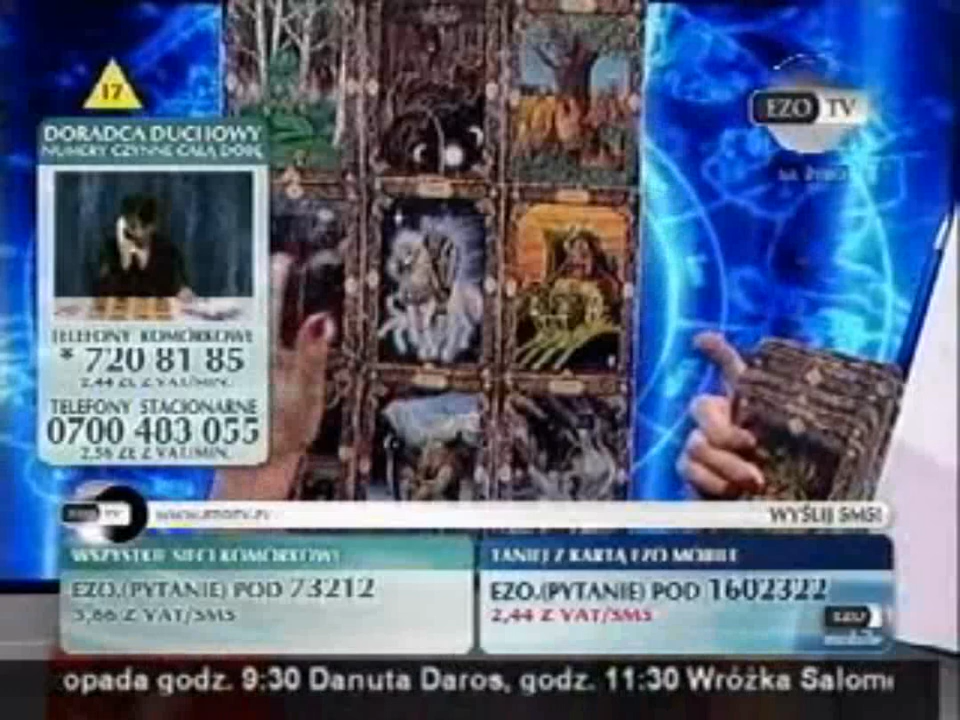 17
EZO TV
DORADCA DUCHOWY
NUMERY CZYNNE CAŁĄ DOBĘ
TELEFONY KOMÓRKOWE
* 720 81 85
2,44 ZŁ Z VAT/MIN.
TELEFONY STACJONARNE
0700 403 055
2,56 ZŁ Z VAT/MIN.
WYŚLIJ SMS!
WSZYSTKIE SIECI KOMÓRKOWE
TANIEJ Z KARTĄ EZO MOBILE
EZO.(PYTANIE) POD 73212
EZO.(PYTANIE) POD 1602322
3,66 Z VAT/SMS
2,44 Z VAT/SMS
EZO
opada godz. 9:30 Danuta Daros, godz. 11:30 Wróżka Salom